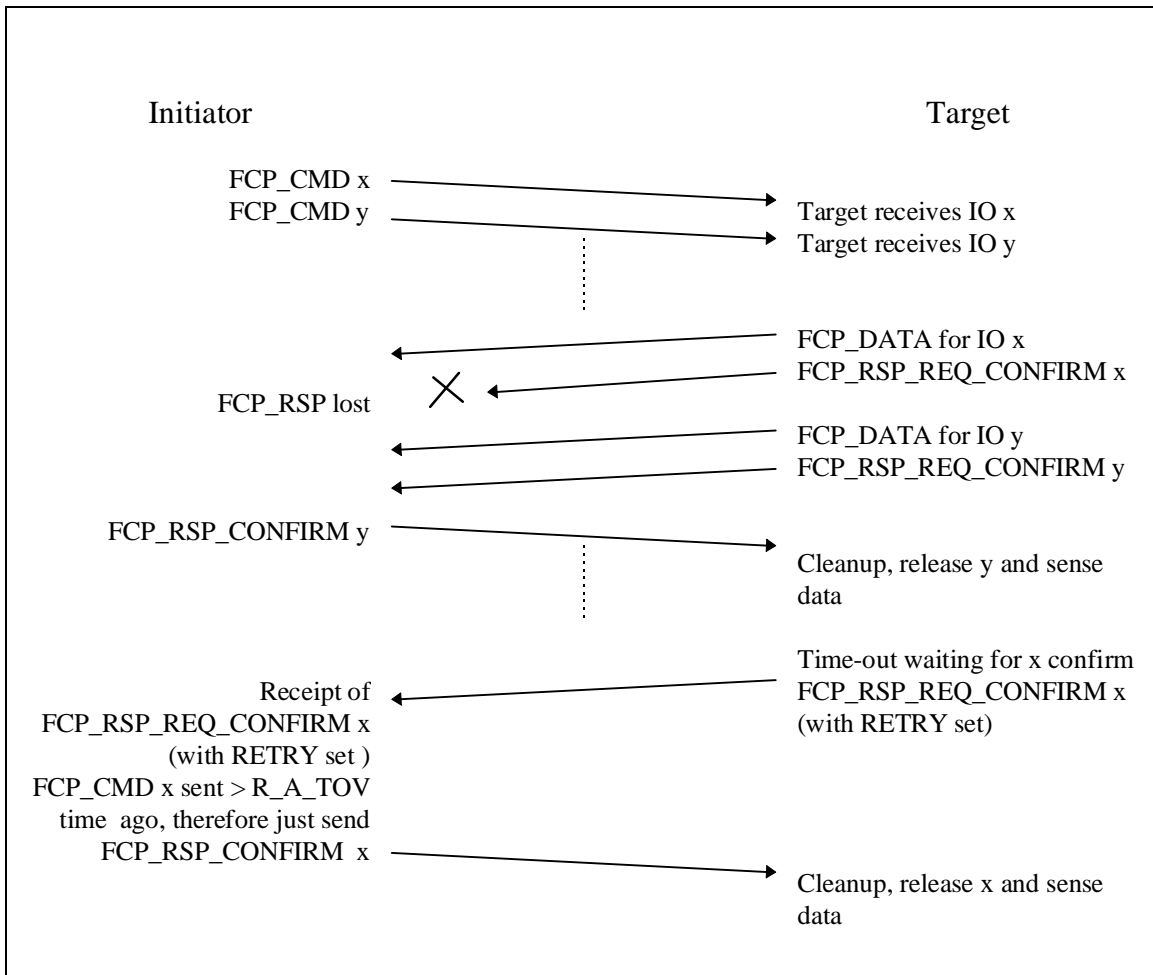 Initiator
Target
FCP_CMD x
FCP_CMD y
Target receives IO x
Target receives IO y
FCP_DATA for IO x
FCP_RSP_REQ_CONFIRM x
FCP_RSP lost
FCP_DATA for IO y
FCP_RSP_REQ_CONFIRM y
FCP_RSP_CONFIRM y
Cleanup, release y and sense
data
Time-out waiting for x confirm
FCP_RSP_REQ_CONFIRM x
(with RETRY set)
Receipt of
FCP_RSP_REQ_CONFIRM x
(with RETRY set )
FCP_CMD x sent > R_A_TOV
time ago, therefore just send
FCP_RSP_CONFIRM x
Cleanup, release x and sense
data